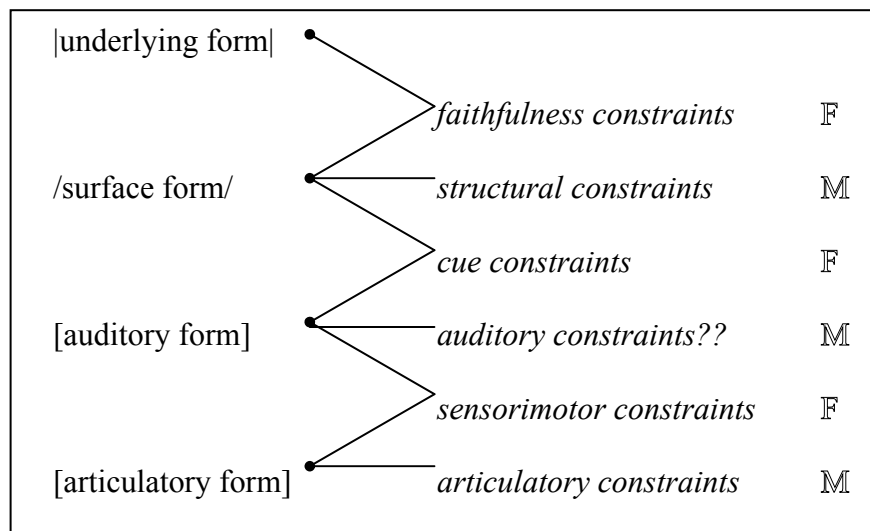 |underlying form|
faithfulness constraints 𝔽
/surface form/ structural constraints 𝕄
cue constraints 𝔽
[auditory form] auditory constraints?? 𝕄
sensorimotor constraints 𝔽
[articulatory form] articulatory constraints 𝕄